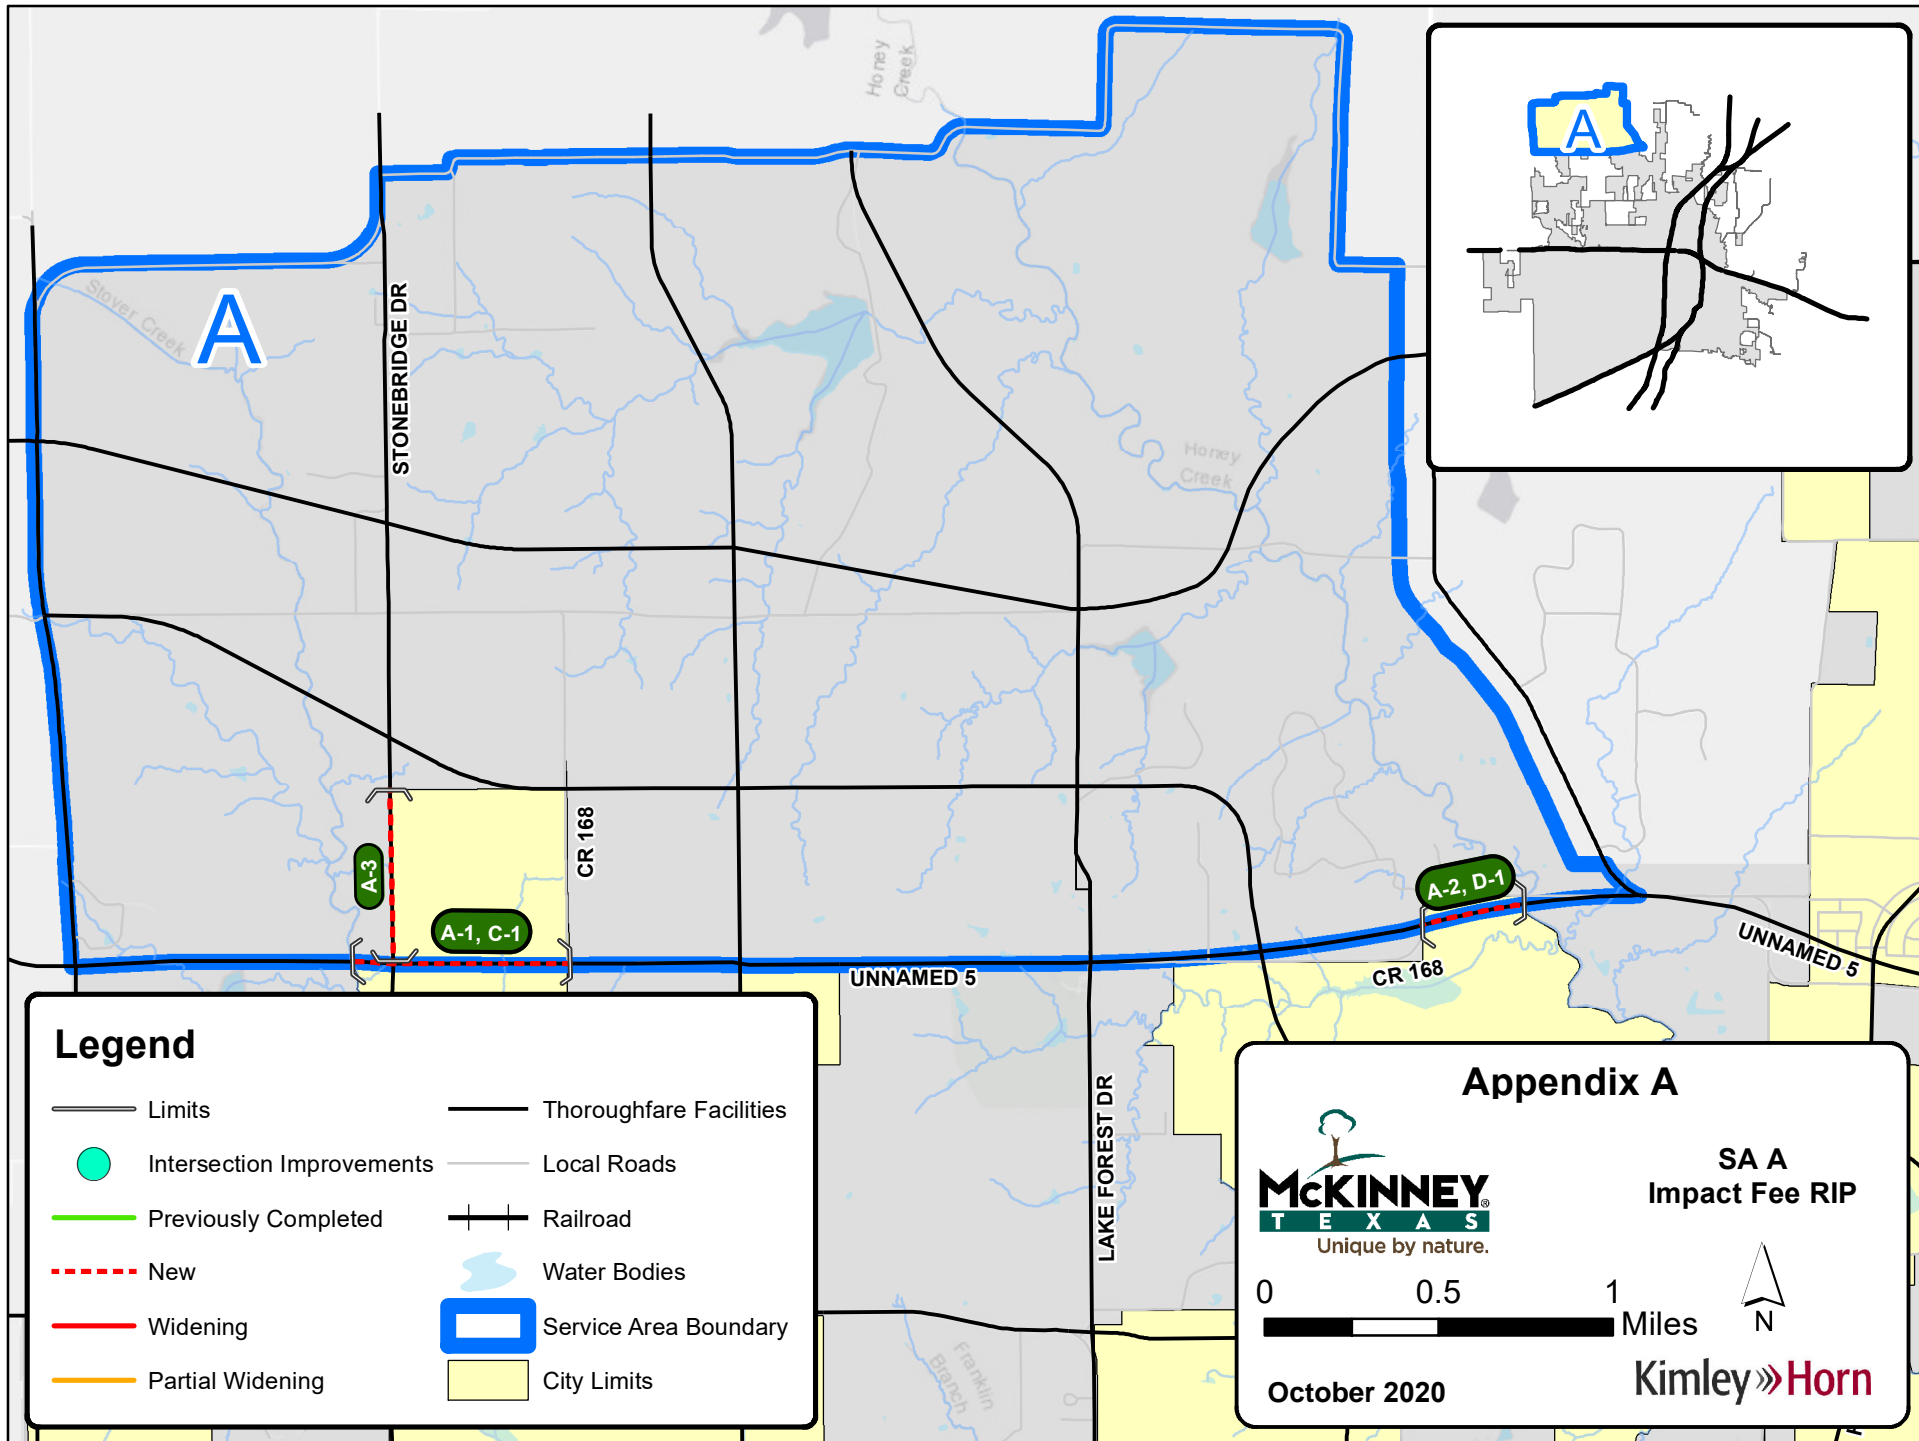 Honey
Creek
A
Stover Creek
A
STONEBRIDGE DR
Honey
Creek
CR 168
A-3
A-1, C-1
A-2, D-1
UNNAMED 5
CR 168
UNNAMED 5
LAKE FOREST DR
Franklin
Branch
Legend
Limits
Intersection Improvements
Previously Completed
New
Widening
Partial Widening
Thoroughfare Facilities
Local Roads
Railroad
Water Bodies
Service Area Boundary
City Limits
Appendix A
McKINNEY®
TEXAS
Unique by nature.
SA A
Impact Fee RIP
0 0.5 1
Miles
N
October 2020
Kimley»Horn